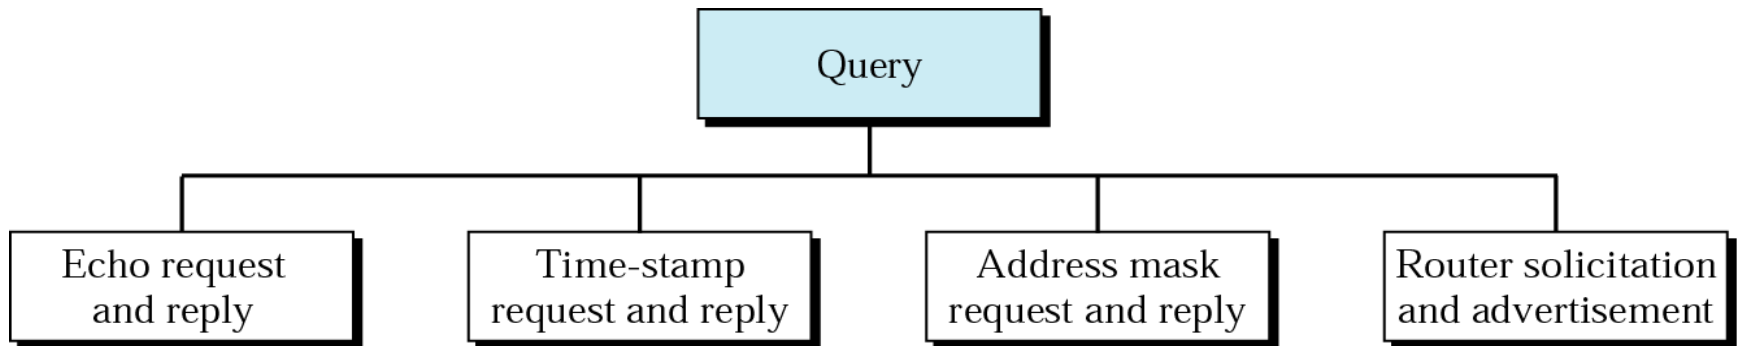 Query
Echo request
and reply
Time-stamp
request and reply
Address mask
request and reply
Router solicitation
and advertisement